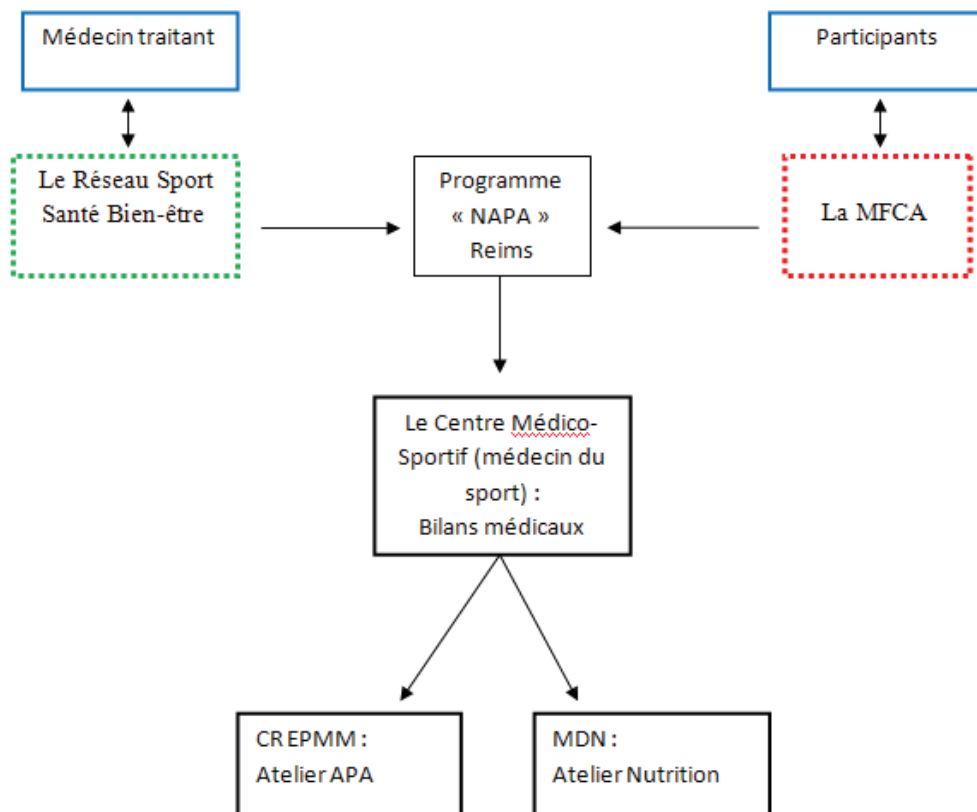 Médecin traitant
Participants
Le Réseau Sport
Santé Bien-être
Programme
« NAPA »
Reims
La MFCA
Le Centre Médico-
Sportif (médecin du
sport) :
Bilans médicaux
CREPMM :
Atelier APA
MDN :
Atelier Nutrition